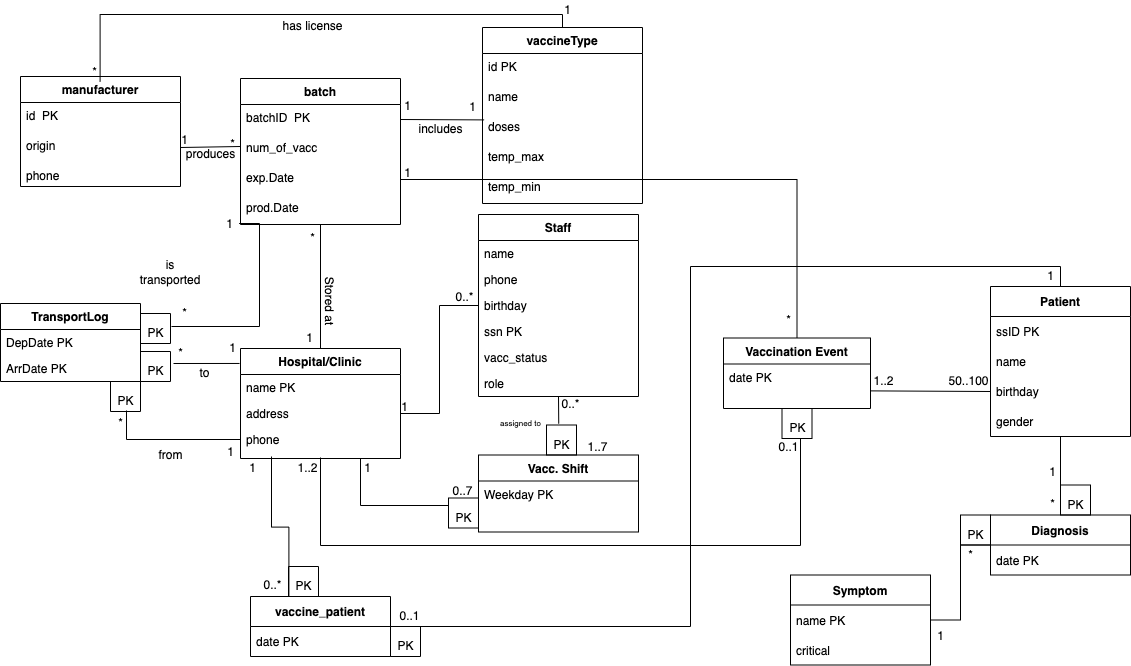 1
has license
*
vaccineType
id PK
name
doses
temp_max
temp_min
manufacturer
id PK
origin
phone
1
produces
*
batch
batchID PK
num_of_vacc
exp.Date
prod.Date
1
includes
1
1
1
is
transported
*
*
Stored at
1
Staff
name
phone
birthday
ssn PK
vacc_status
role
0..*
TransportLog
DepDate PK
ArrDate PK
PK
PK
PK
*
to
1
*
from
1
Hospital/Clinic
name PK
address
phone
1
1
1..2
1
0..*
assigned to
PK
1..7
Vacc. Shift
Weekday PK
0..7
PK
*
Vaccination Event
date PK
PK
0..1
1..2
50..100
1
Patient
ssID PK
name
birthday
gender
1
*
PK
Diagnosis
date PK
PK
*
1
Symptom
name PK
critical
0..*
PK
vaccine_patient
date PK
0..1
PK